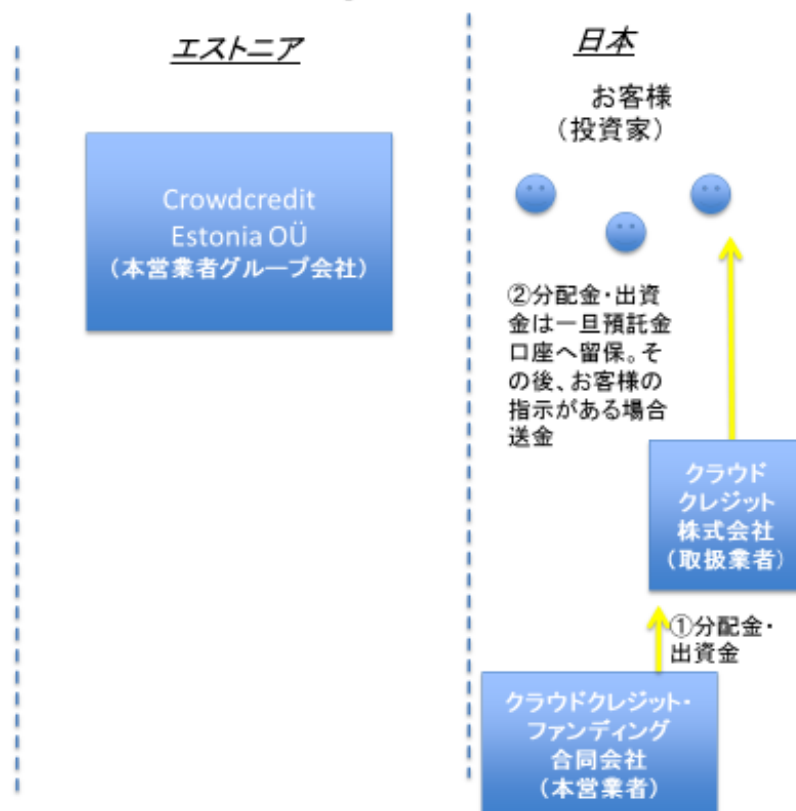 エストニア
Crowdcredit
Estonia OÜ
(本営業者グループ会社)
日本
お客様
(投資家)
②分配金・出資
金は一旦預託金
口座へ留保。そ
の後、お客様の
指示がある場合
送金
クラウド
クレジット
株式会社
(取扱業者)
①分配金・
出資金
クラウドクレジット・
ファンディング
合同会社
(本営業者)